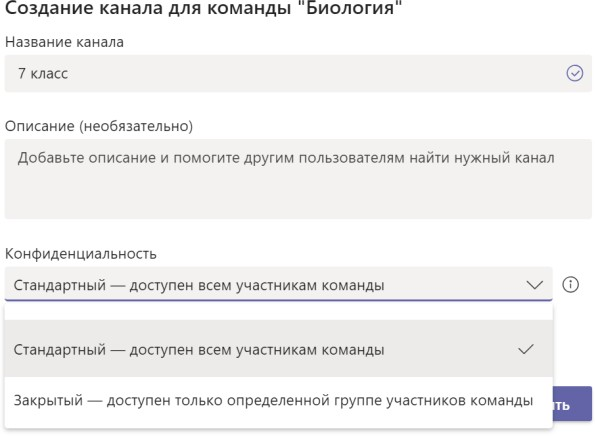 Создание канала для команды "Биология"
Название канала
7 класс
Описание (необязательно)
Добавьте описание и помогите другим пользователям найти нужный канал
Конфиденциальность
Стандартный — доступен всем участникам команды
Стандартный — доступен всем участникам команды
Закрытый — доступен только определенной группе участников команды